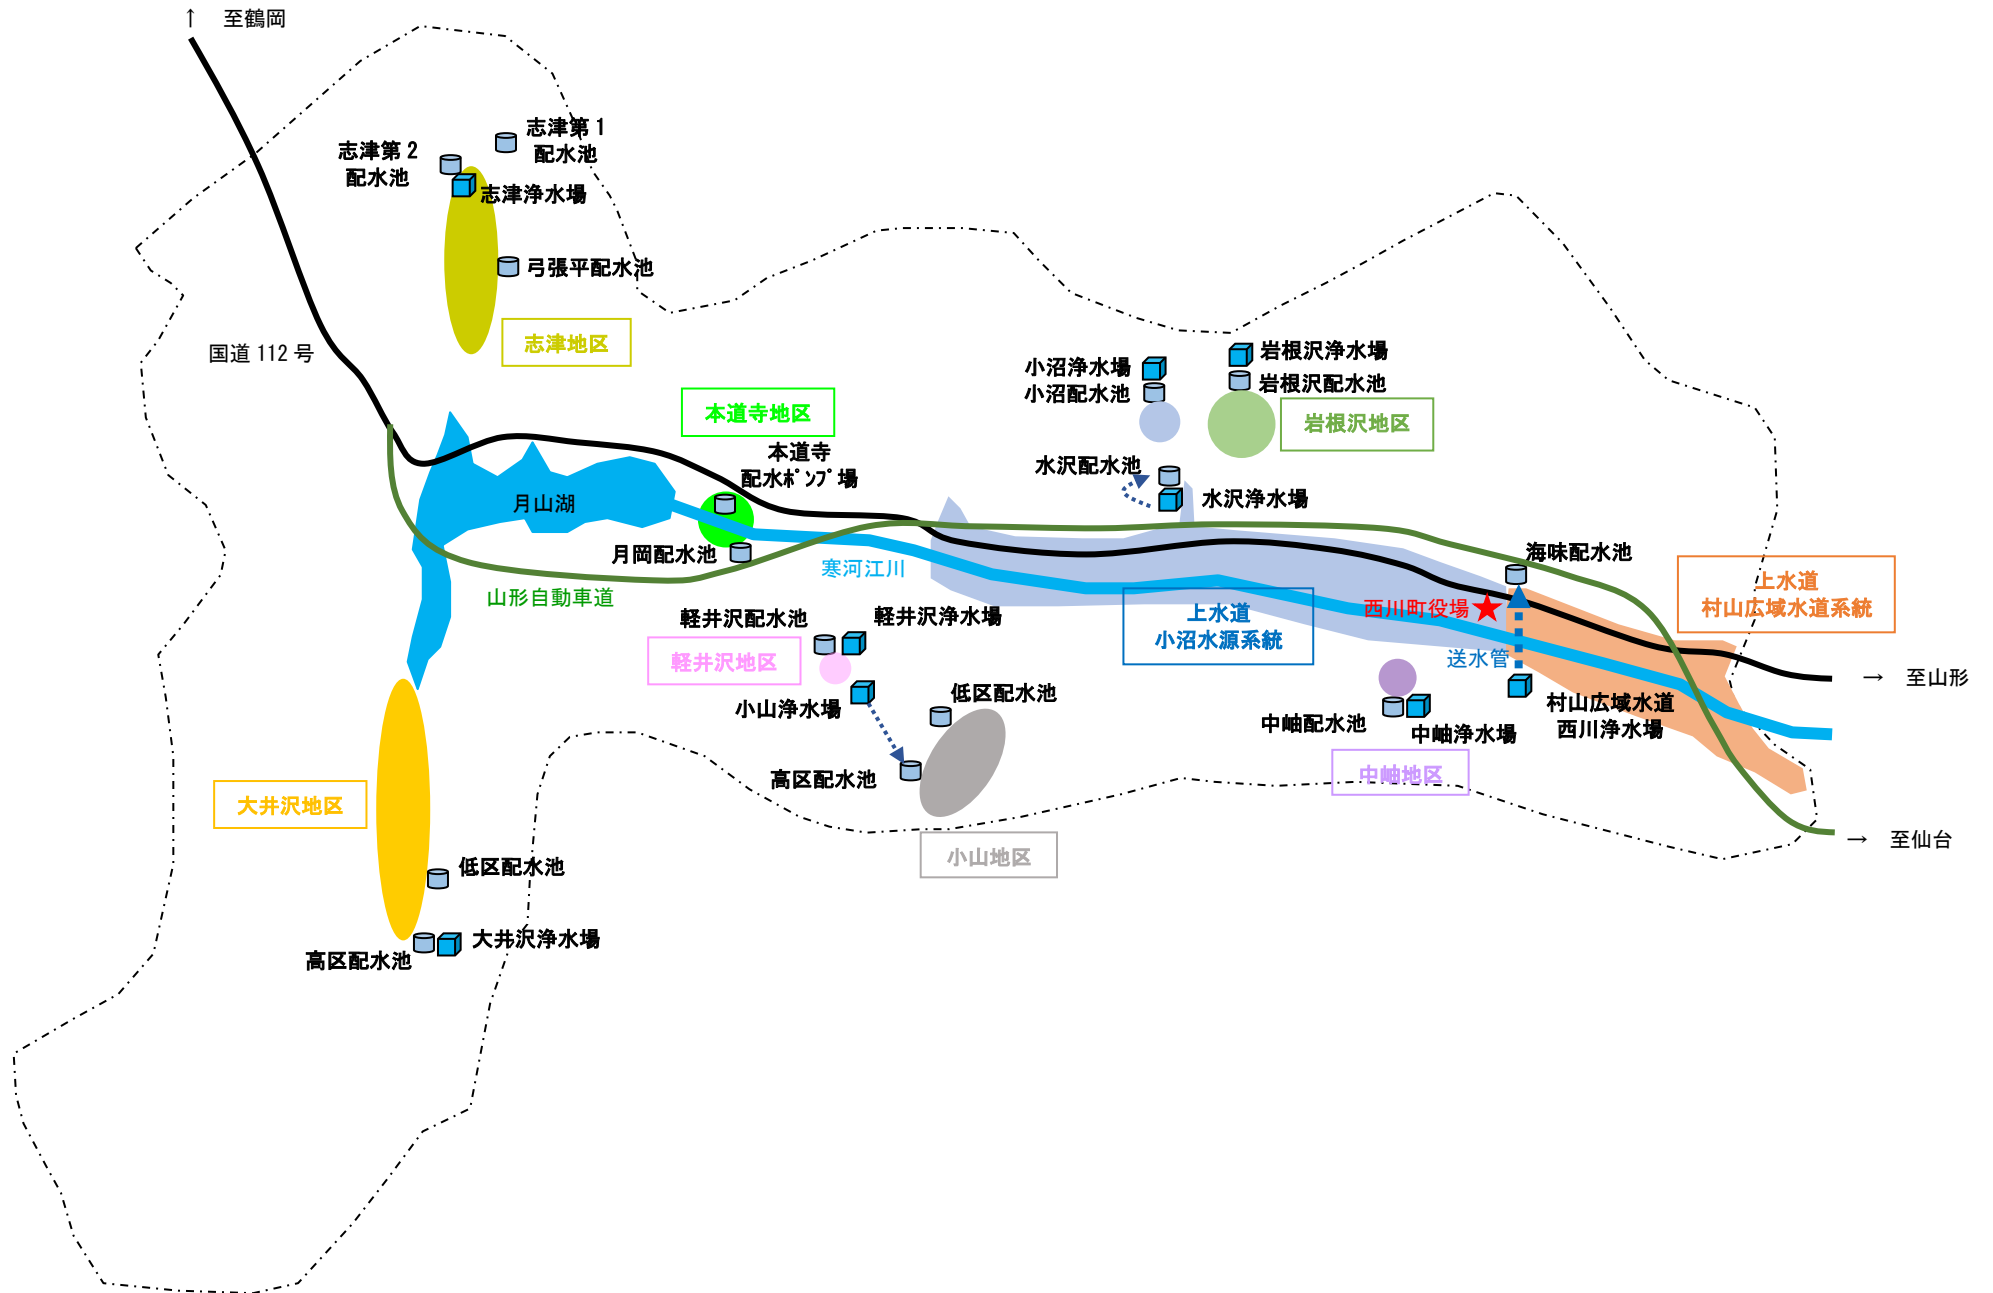 ↑ 至鶴岡
志津第1
配水池
志津第2
配水池
志津浄水場
弓張平配水池
志津地区
国道112号
本道寺地区
本道寺
配水ﾎﾟﾝﾌﾟ場
月山湖
月岡配水池
山形自動車道
寒河江川
小沼浄水場
小沼配水池
岩根沢浄水場
岩根沢配水池
岩根沢地区
水沢配水池
水沢浄水場
海味配水池
上水道
村山広域水道系統
西川町役場
上水道
小沼水源系統
送水管
軽井沢配水池
軽井沢浄水場
軽井沢地区
小山浄水場
低区配水池
高区配水池
小山地区
中岫配水池
中岫浄水場
中岫地区
村山広域水道
西川浄水場
→ 至山形
→ 至仙台
大井沢地区
低区配水池
大井沢浄水場
高区配水池